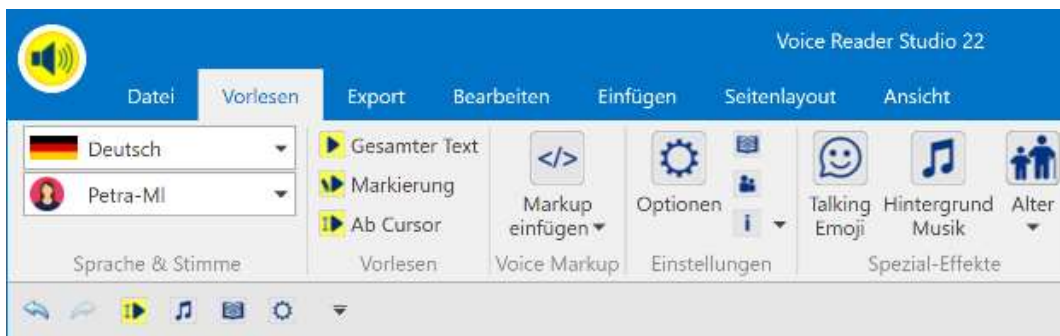 Voice Reader Studio 22
Datei Vorlesen Export Bearbeiten Einfügen Seitenlayout Ansicht
Deutsch
Petra-Ml
Sprache & Stimme
Gesamter Text
Markierung
Ab Cursor
Vorlesen
Markup
einfügen
Voice Markup
Optionen
Einstellungen
Talking
Emoji
Hintergrund
Musik
Alter
Spezial-Effekte